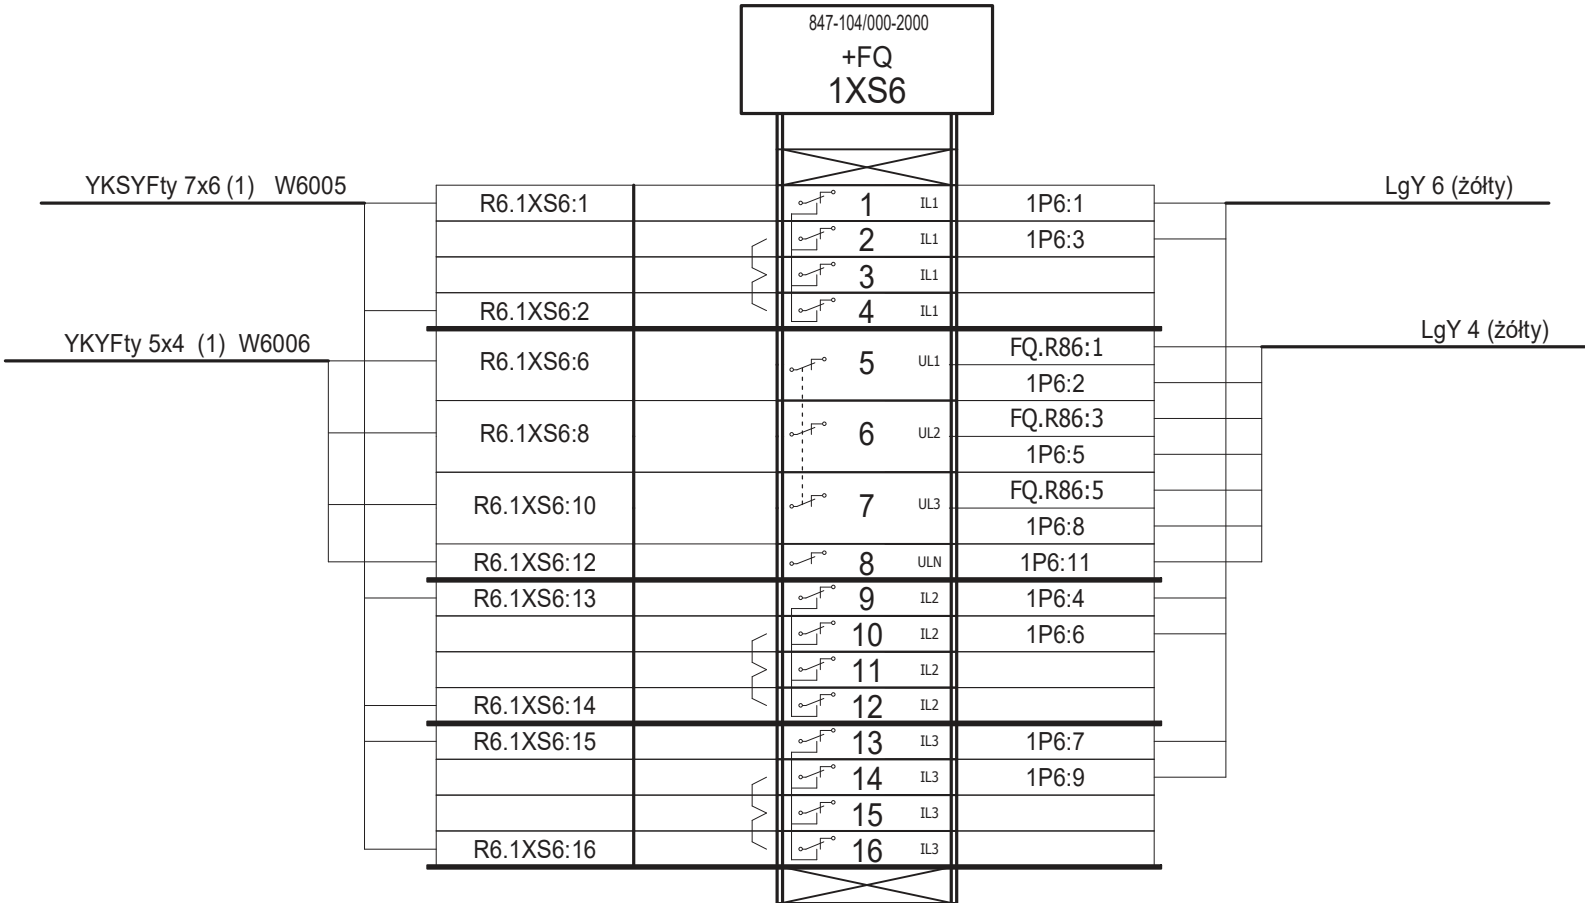 847-104/000-2000
+FQ
1XS6
YKSYFty 7x6 (1) W6005
LgY 6 (żółty)
R6.1XS6:1 1 IL1 1P6:1
2 IL1 1P6:3
3 IL1
R6.1XS6:2 4 IL1
YKYFty 5x4 (1) W6006
LgY 4 (żółty)
R6.1XS6:6 5 UL1 FQ.R86:1
1P6:2
R6.1XS6:8 6 UL2 FQ.R86:3
1P6:5
R6.1XS6:10 7 UL3 FQ.R86:5
1P6:8
R6.1XS6:12 8 ULN 1P6:11
R6.1XS6:13 9 IL2 1P6:4
10 IL2 1P6:6
11 IL2
R6.1XS6:14 12 IL2
R6.1XS6:15 13 IL3 1P6:7
14 IL3 1P6:9
15 IL3
R6.1XS6:16 16 IL3